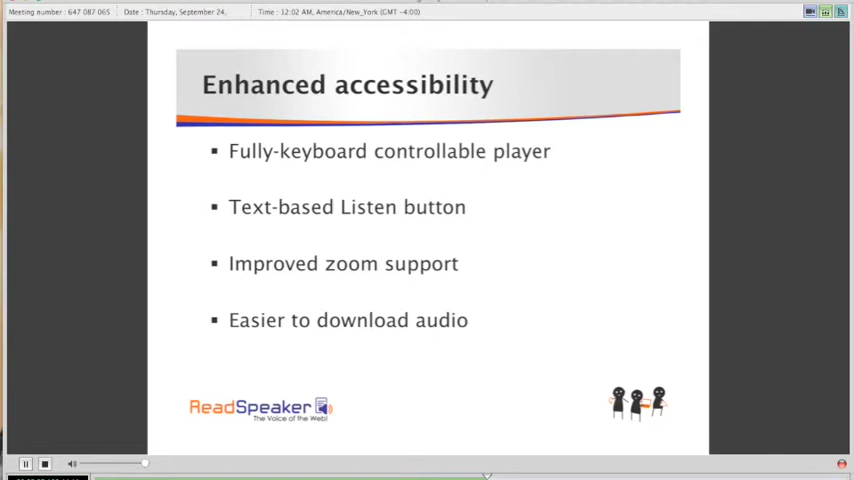 Meeting number : 647 087 065 Date : Thursday, September 24, Time : 12:02 AM, America/New_York (GMT -4:00)
Enhanced accessibility
▪ Fully-keyboard controllable player
▪ Text-based Listen button
▪ Improved zoom support
▪ Easier to download audio
ReadSpeaker
The Voice of the Web!